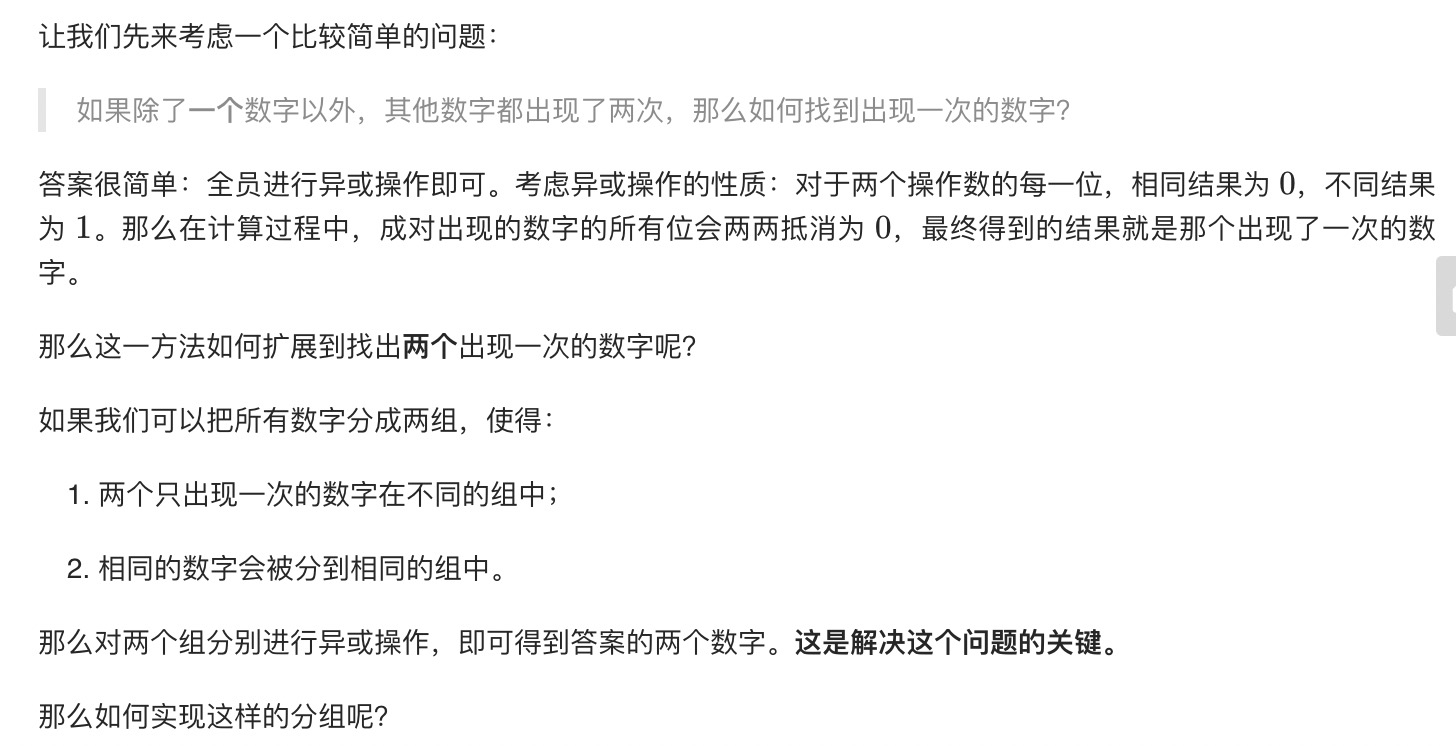 让我们先来考虑一个比较简单的问题：
如果除了一个数字以外，其他数字都出现了两次，那么如何找到出现一次的数字？
答案很简单：全员进行异或操作即可。考虑异或操作的性质：对于两个操作数的每一位，相同结果为 0，不同结果
为 1。那么在计算过程中，成对出现的数字的所有位会两两抵消为 0，最终得到的结果就是那个出现了一次的数
字。
那么这一方法如何扩展到找出两个出现一次的数字呢？
如果我们可以把所有数字分成两组，使得：
1. 两个只出现一次的数字在不同的组中；
2. 相同的数字会被分到相同的组中。
那么对两个组分别进行异或操作，即可得到答案的两个数字。这是解决这个问题的关键。
那么如何实现这样的分组呢？